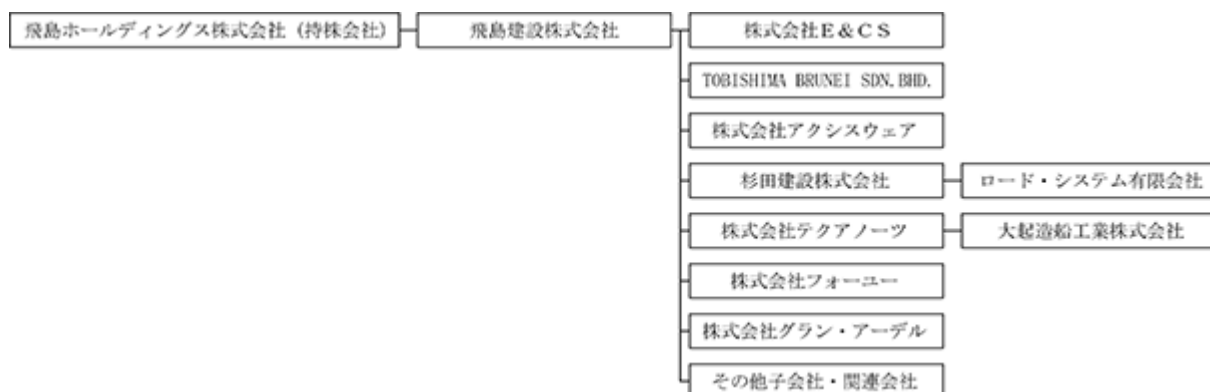 飛島ホールディングス株式会社（持株会社）
飛島建設株式会社
株式会社Ｅ＆ＣＳ
TOBISHIMA BRUNEI SDN.BHD.
株式会社アクシスウェア
杉田建設株式会社
ロード・システム有限会社
株式会社テクアノーツ
大起造船工業株式会社
株式会社フォーユー
株式会社グラン・アーデル
その他子会社・関連会社